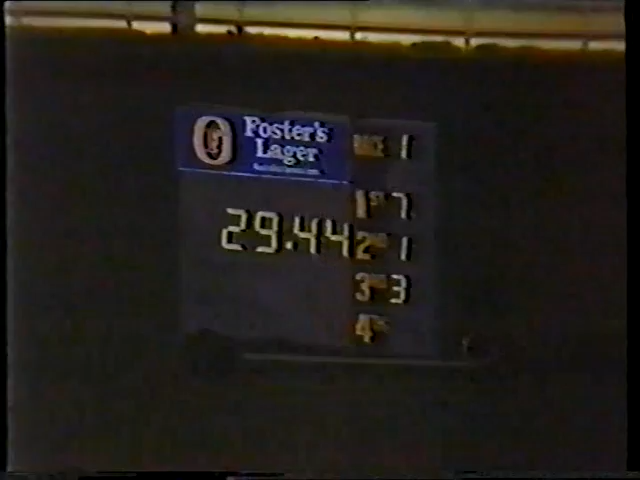 Foster's
Lager
RACE 1
29.44
1ST 7
2ND 1
3RD 3
4TH